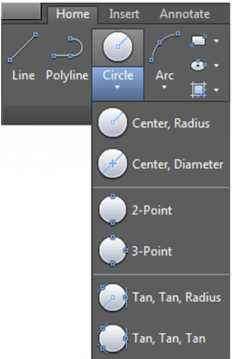 Home Insert Annotate
Line Polyline Circle Arc
Center, Radius
Center, Diameter
2-Point
3-Point
Tan, Tan, Radius
Tan, Tan, Tan